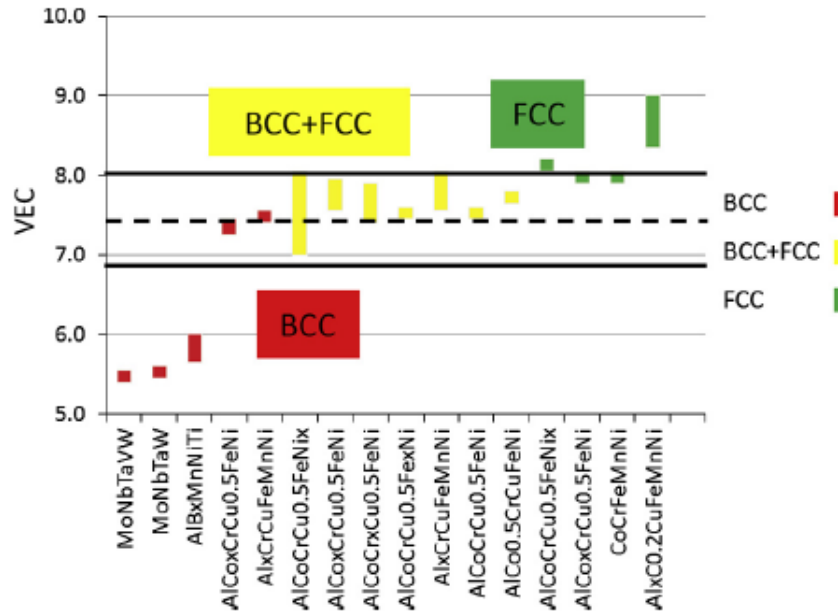 10.0
9.0
8.0
7.0
6.0
5.0
VEC
BCC+FCC
FCC
BCC
BCC
BCC+FCC
FCC
MoNbTaVW
MoNbTaW
AlBxMnNiTi
AlCoxCrCu0.5FeNi
AlxCrCuFeMnNi
AlCoCrCu0.5FeNix
AlCoxCrCu0.5FeNi
AlCoCrxCu0.5FeNi
AlCoCrCu0.5FexNi
AlxCrCuFeMnNi
AlCoCrCu0.5FeNi
AlCo0.5CrCuFeNi
AlCoCrCu0.5FeNix
AlCoxCrCu0.5FeNi
CoCrFeMnNi
AlxC0.2CuFeMnNi